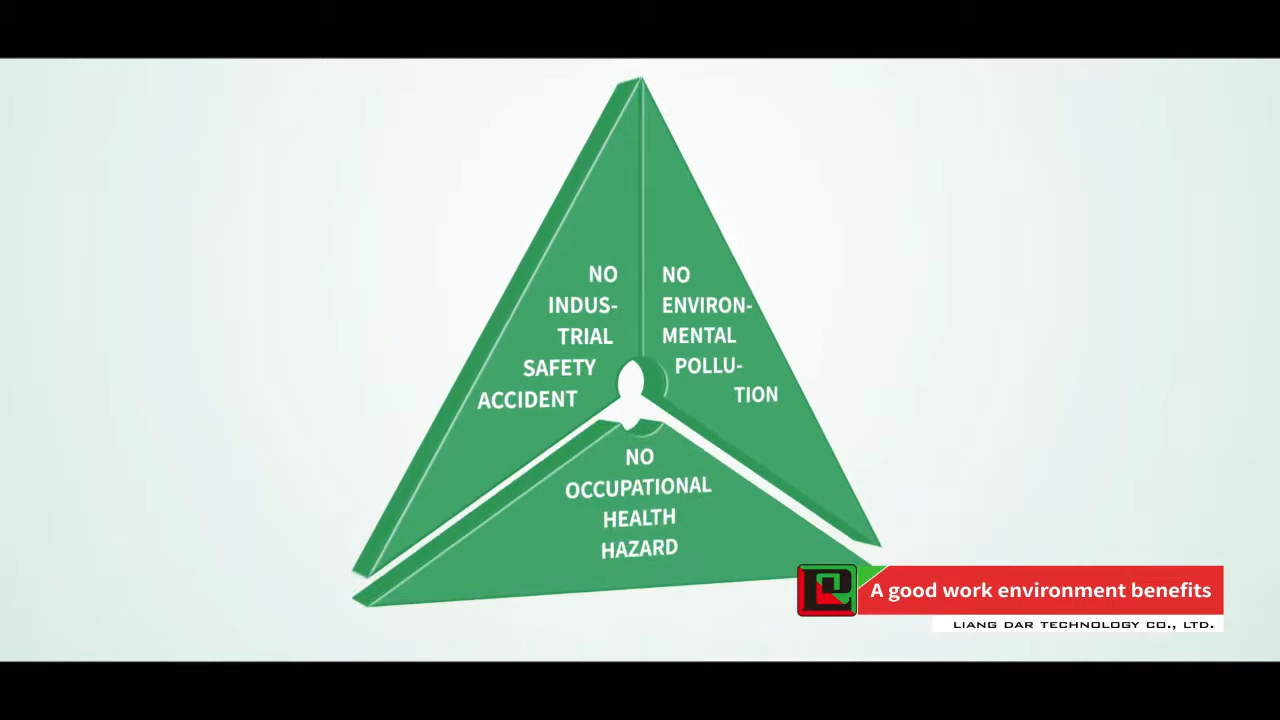 NO
INDUS-
TRIAL
SAFETY
ACCIDENT
NO
ENVIRON-
MENTAL
POLLU-
TION
NO
OCCUPATIONAL
HEALTH
HAZARD
A good work environment benefits
LIANG DAR TECHNOLOGY CO., LTD.